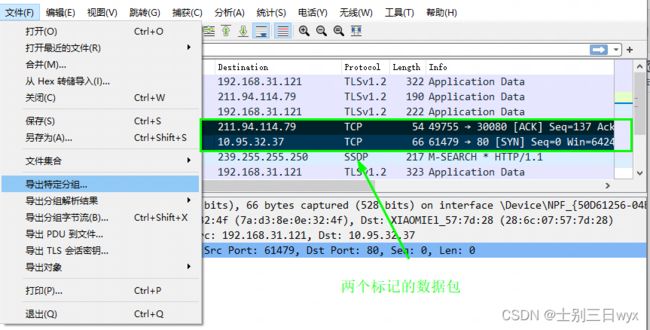 文件(F) 编辑(E) 视图(V) 跳转(G) 捕获(C) 分析(A) 统计(S) 电话(Y) 无线(W) 工具(T) 帮助(H)
打开(O) Ctrl+O
打开最近的文件(R)
合并(M)...
从 Hex 转储导入(I)...
关闭(C) Ctrl+W
保存(S) Ctrl+S
另存为(A)... Ctrl+Shift+S
文件集合
导出特定分组...
导出分组解析结果
导出分组字节流(B)... Ctrl+Shift+X
导出 PDU 到文件...
导出 TLS 会话密钥...
导出对象
打印(P)... Ctrl+P
退出(Q) Ctrl+Q
Destination Protocol Length Info
192.168.31.121 TLSv1.2 322 Application Data
211.94.114.79 TLSv1.2 190 Application Data
192.168.31.121 TLSv1.2 222 Application Data
211.94.114.79 TCP 54 49755 → 30080 [ACK] Seq=137 Ack
10.95.32.37 TCP 66 61479 → 80 [SYN] Seq=0 Win=6424
239.255.255.250 SSDP 217 M-SEARCH * HTTP/1.1
192.168.31.121 TLSv1.2 323 Application Data
bits), 66 bytes captured (528 bits) on interface \Device\NPF_{50D61256-04E
32:4f (7a:d3:8e:0e:32:4f), Dst: XIAOMIE1_57:7d:28 (28:6c:07:57:7d:28)
rc: 192.168.31.121, Dst: 10.95.32.37
Src Port: 61479, Dst Port: 80, Seq: 0, Len: 0
两个标记的数据包
CSDN @士别三日wyx